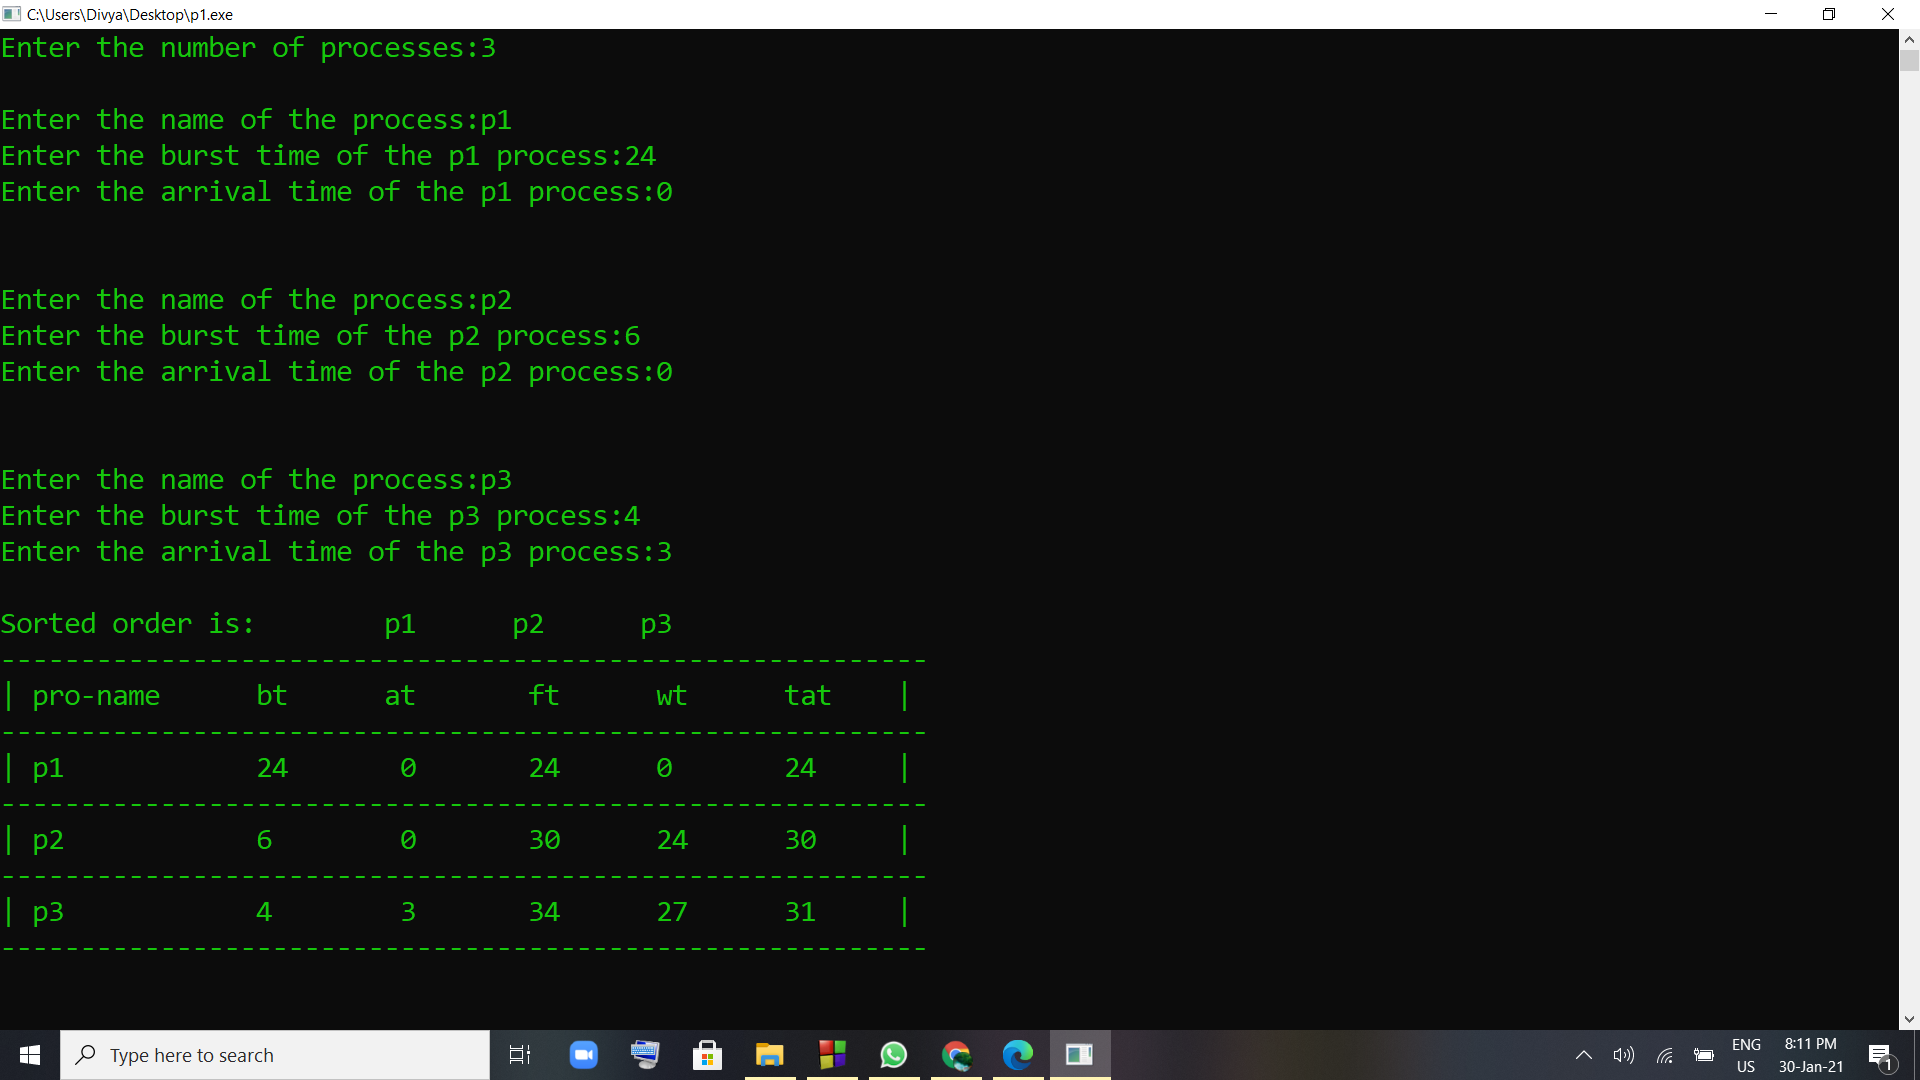 C:\Users\Divya\Desktop\p1.exe
Enter the number of processes:3
Enter the name of the process:p1
Enter the burst time of the p1 process:24
Enter the arrival time of the p1 process:0
Enter the name of the process:p2
Enter the burst time of the p2 process:6
Enter the arrival time of the p2 process:0
Enter the name of the process:p3
Enter the burst time of the p3 process:4
Enter the arrival time of the p3 process:3
Sorted order is: p1 p2 p3
----------------------------------------------------------
| pro-name bt at ft wt tat |
----------------------------------------------------------
| p1 24 0 24 0 24 |
----------------------------------------------------------
| p2 6 0 30 24 30 |
----------------------------------------------------------
| p3 4 3 34 27 31 |
----------------------------------------------------------
Type here to search
ENG
US
8:11 PM
30-Jan-21
1